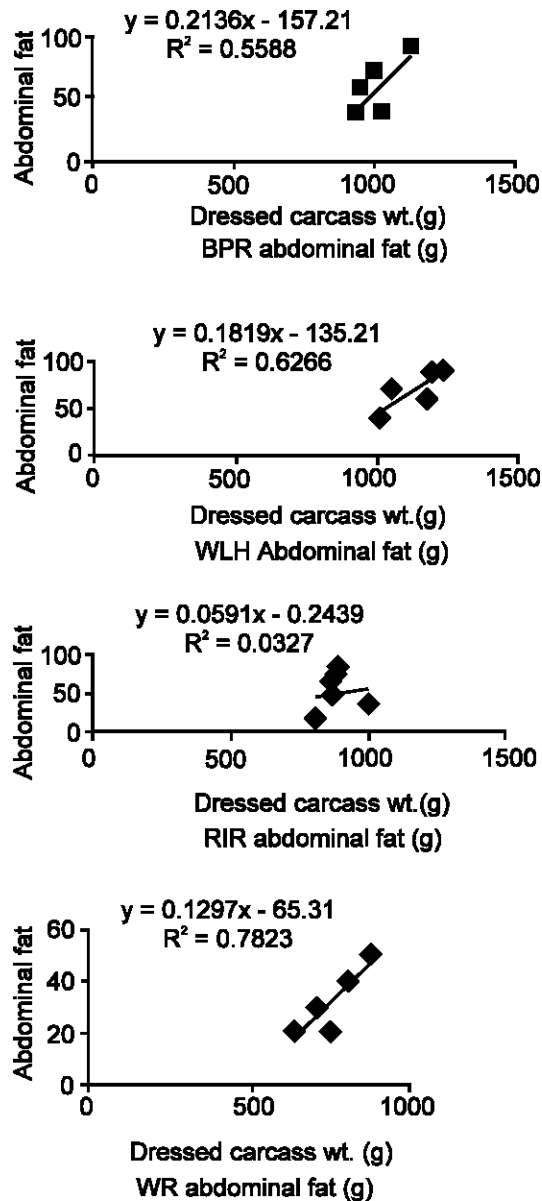 y = 0.2136x - 157.21
R² = 0.5588
Abdominal fat
100
50
0
0 500 1000 1500
Dressed carcass wt.(g)
BPR abdominal fat (g)
y = 0.1819x - 135.21
R² = 0.6266
Abdominal fat
100
50
0
0 500 1000 1500
Dressed carcass wt.(g)
WLH Abdominal fat (g)
y = 0.0591x - 0.2439
R² = 0.0327
Abdominal fat
100
50
0
0 500 1000 1500
Dressed carcass wt.(g)
RIR abdominal fat (g)
y = 0.1297x - 65.31
R² = 0.7823
Abdominal fat
60
40
20
0
0 500 1000
Dressed carcass wt. (g)
WR abdominal fat (g)